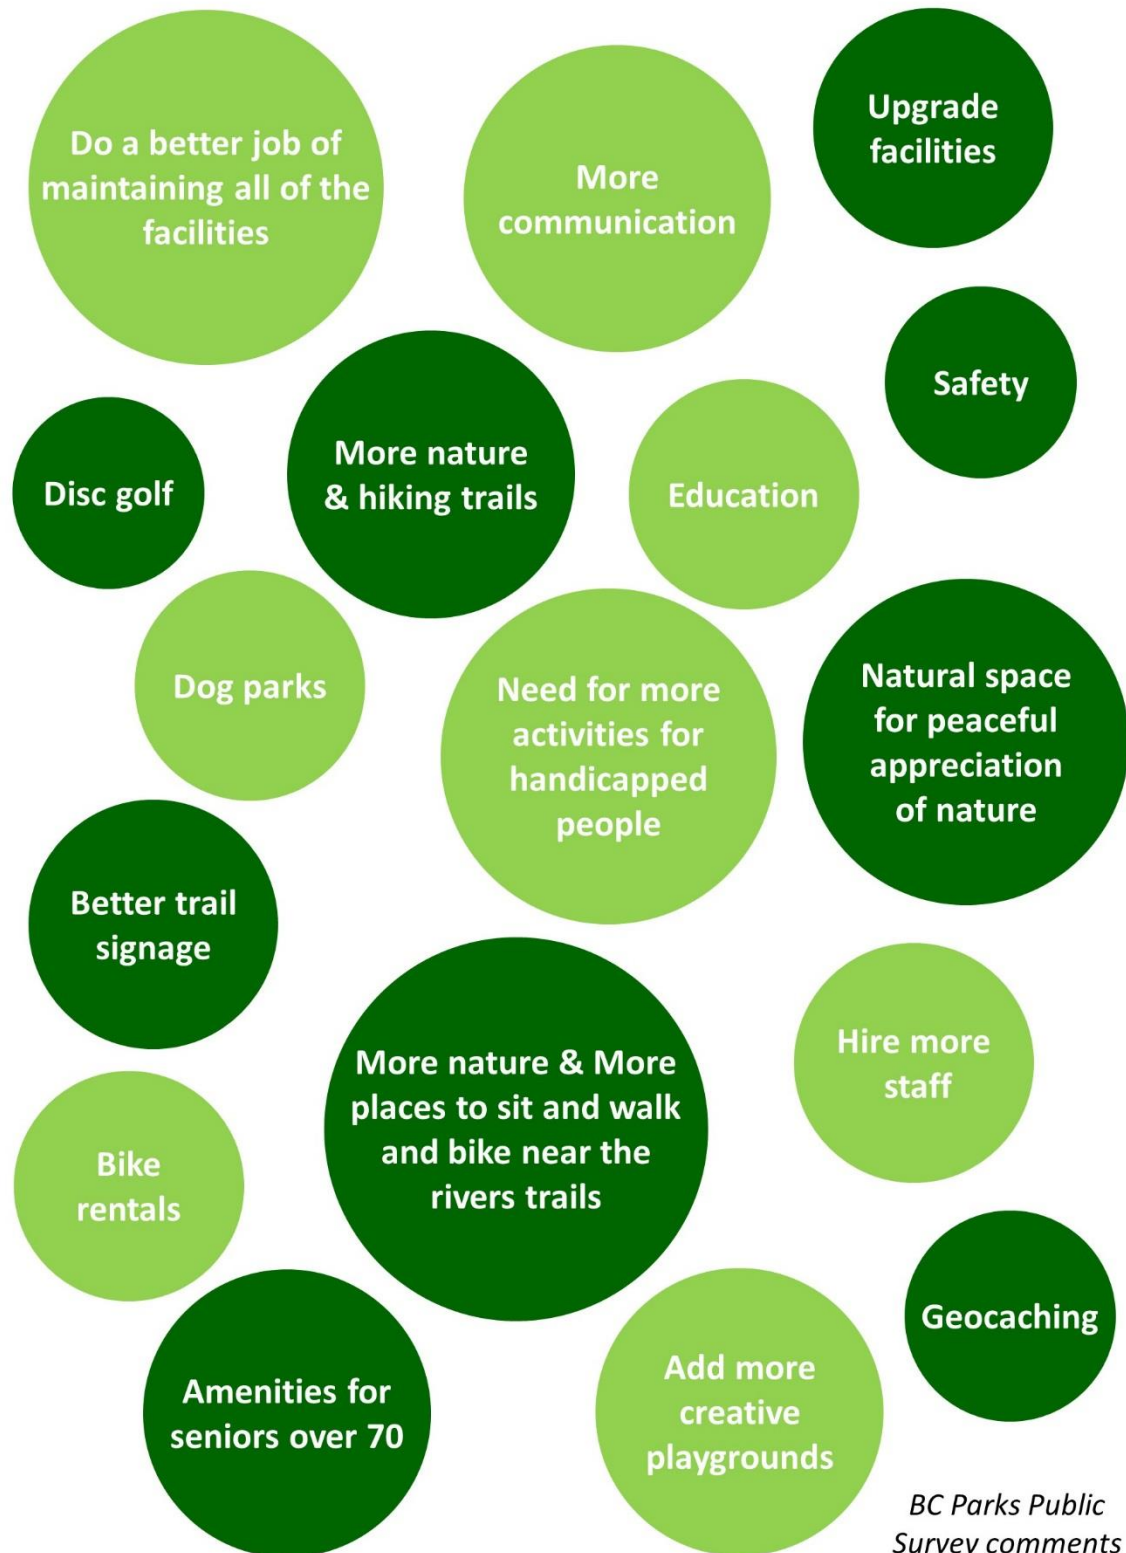 Do a better job of
maintaining all of the
facilities
More
communication
Upgrade
facilities
Safety
Disc golf
More nature
& hiking trails
Education
Dog parks
Need for more
activities for
handicapped
people
Natural space
for peaceful
appreciation
of nature
Better trail
signage
More nature & More
places to sit and walk
and bike near the
rivers trails
Hire more
staff
Bike
rentals
Geocaching
Amenities for
seniors over 70
Add more
creative
playgrounds
BC Parks Public
Survey comments